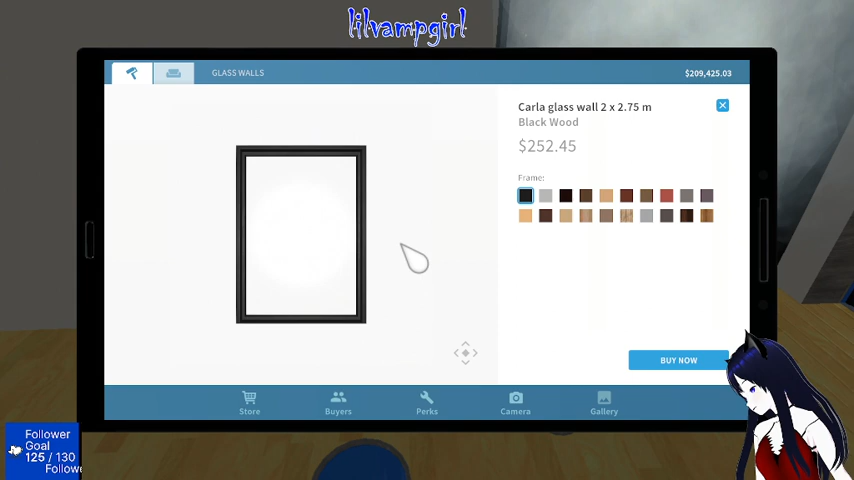 lilvampgirl
GLASS WALLS
$209,425.03
Carla glass wall 2 x 2.75 m
Black Wood
$252.45
Frame:
BUY NOW
Store
Buyers
Perks
Camera
Gallery
Follower
Goal
125 / 130
Followe